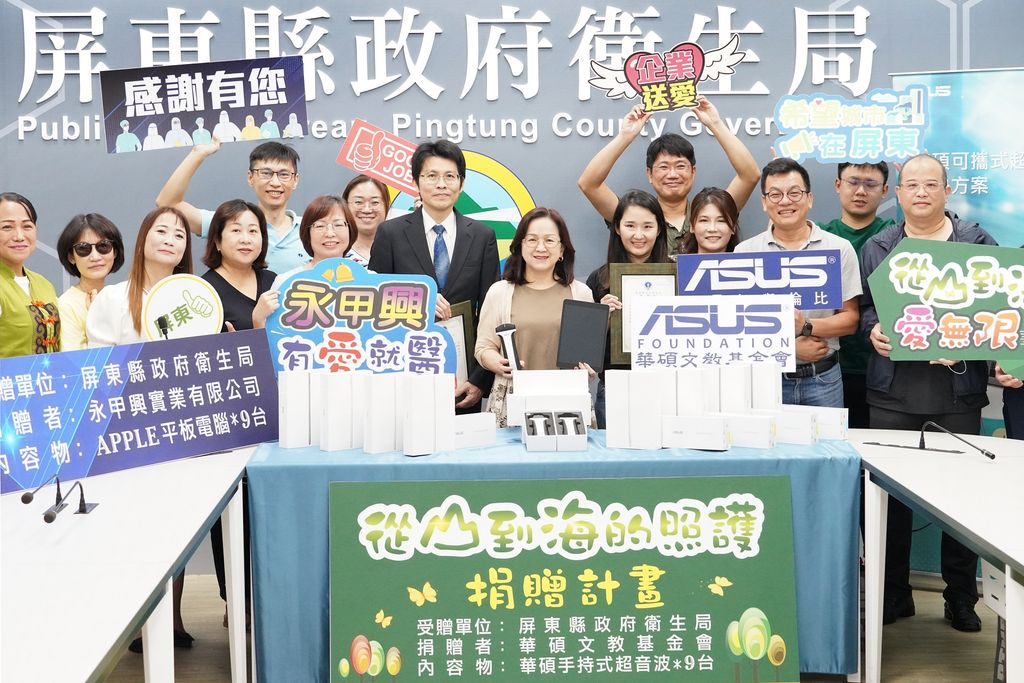 屏東縣政府衛生局
Pingtung County Gover
感謝有您
GOOD
JOB
企業
送愛
希望城市
在屏東
ASUS
FOUNDATION
華碩文教基金會
ASUS
從山到海
愛無限
屏東
永甲興
有愛就醫
贈單位：屏東縣政府衛生局
贈者：永甲興實業有限公司
內容物：APPLE平板電腦*9台
從山到海的照護
捐贈計畫
受贈單位：屏東縣政府衛生局
捐贈者：華碩文教基金會
內容物：華碩手持式超音波*9台